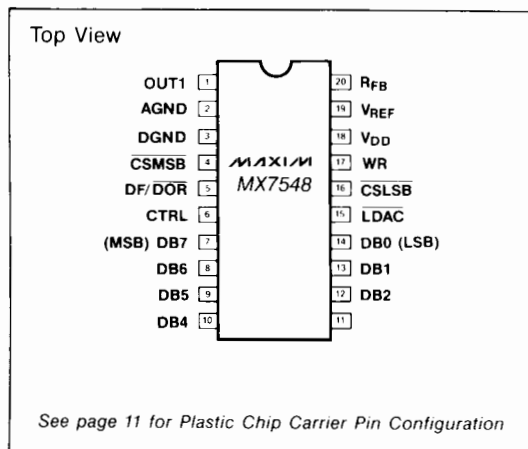 Top View
OUT1 1
AGND 2
DGND 3
CSMSB 4
DF/DOR 5
CTRL 6
(MSB) DB7 7
DB6 8
DB5 9
DB4 10
MAXIM
MX7548
20 RFB
19 VREF
18 VDD
17 WR
16 CSLSB
15 LDAC
14 DB0 (LSB)
13 DB1
12 DB2
11
See page 11 for Plastic Chip Carrier Pin Configuration